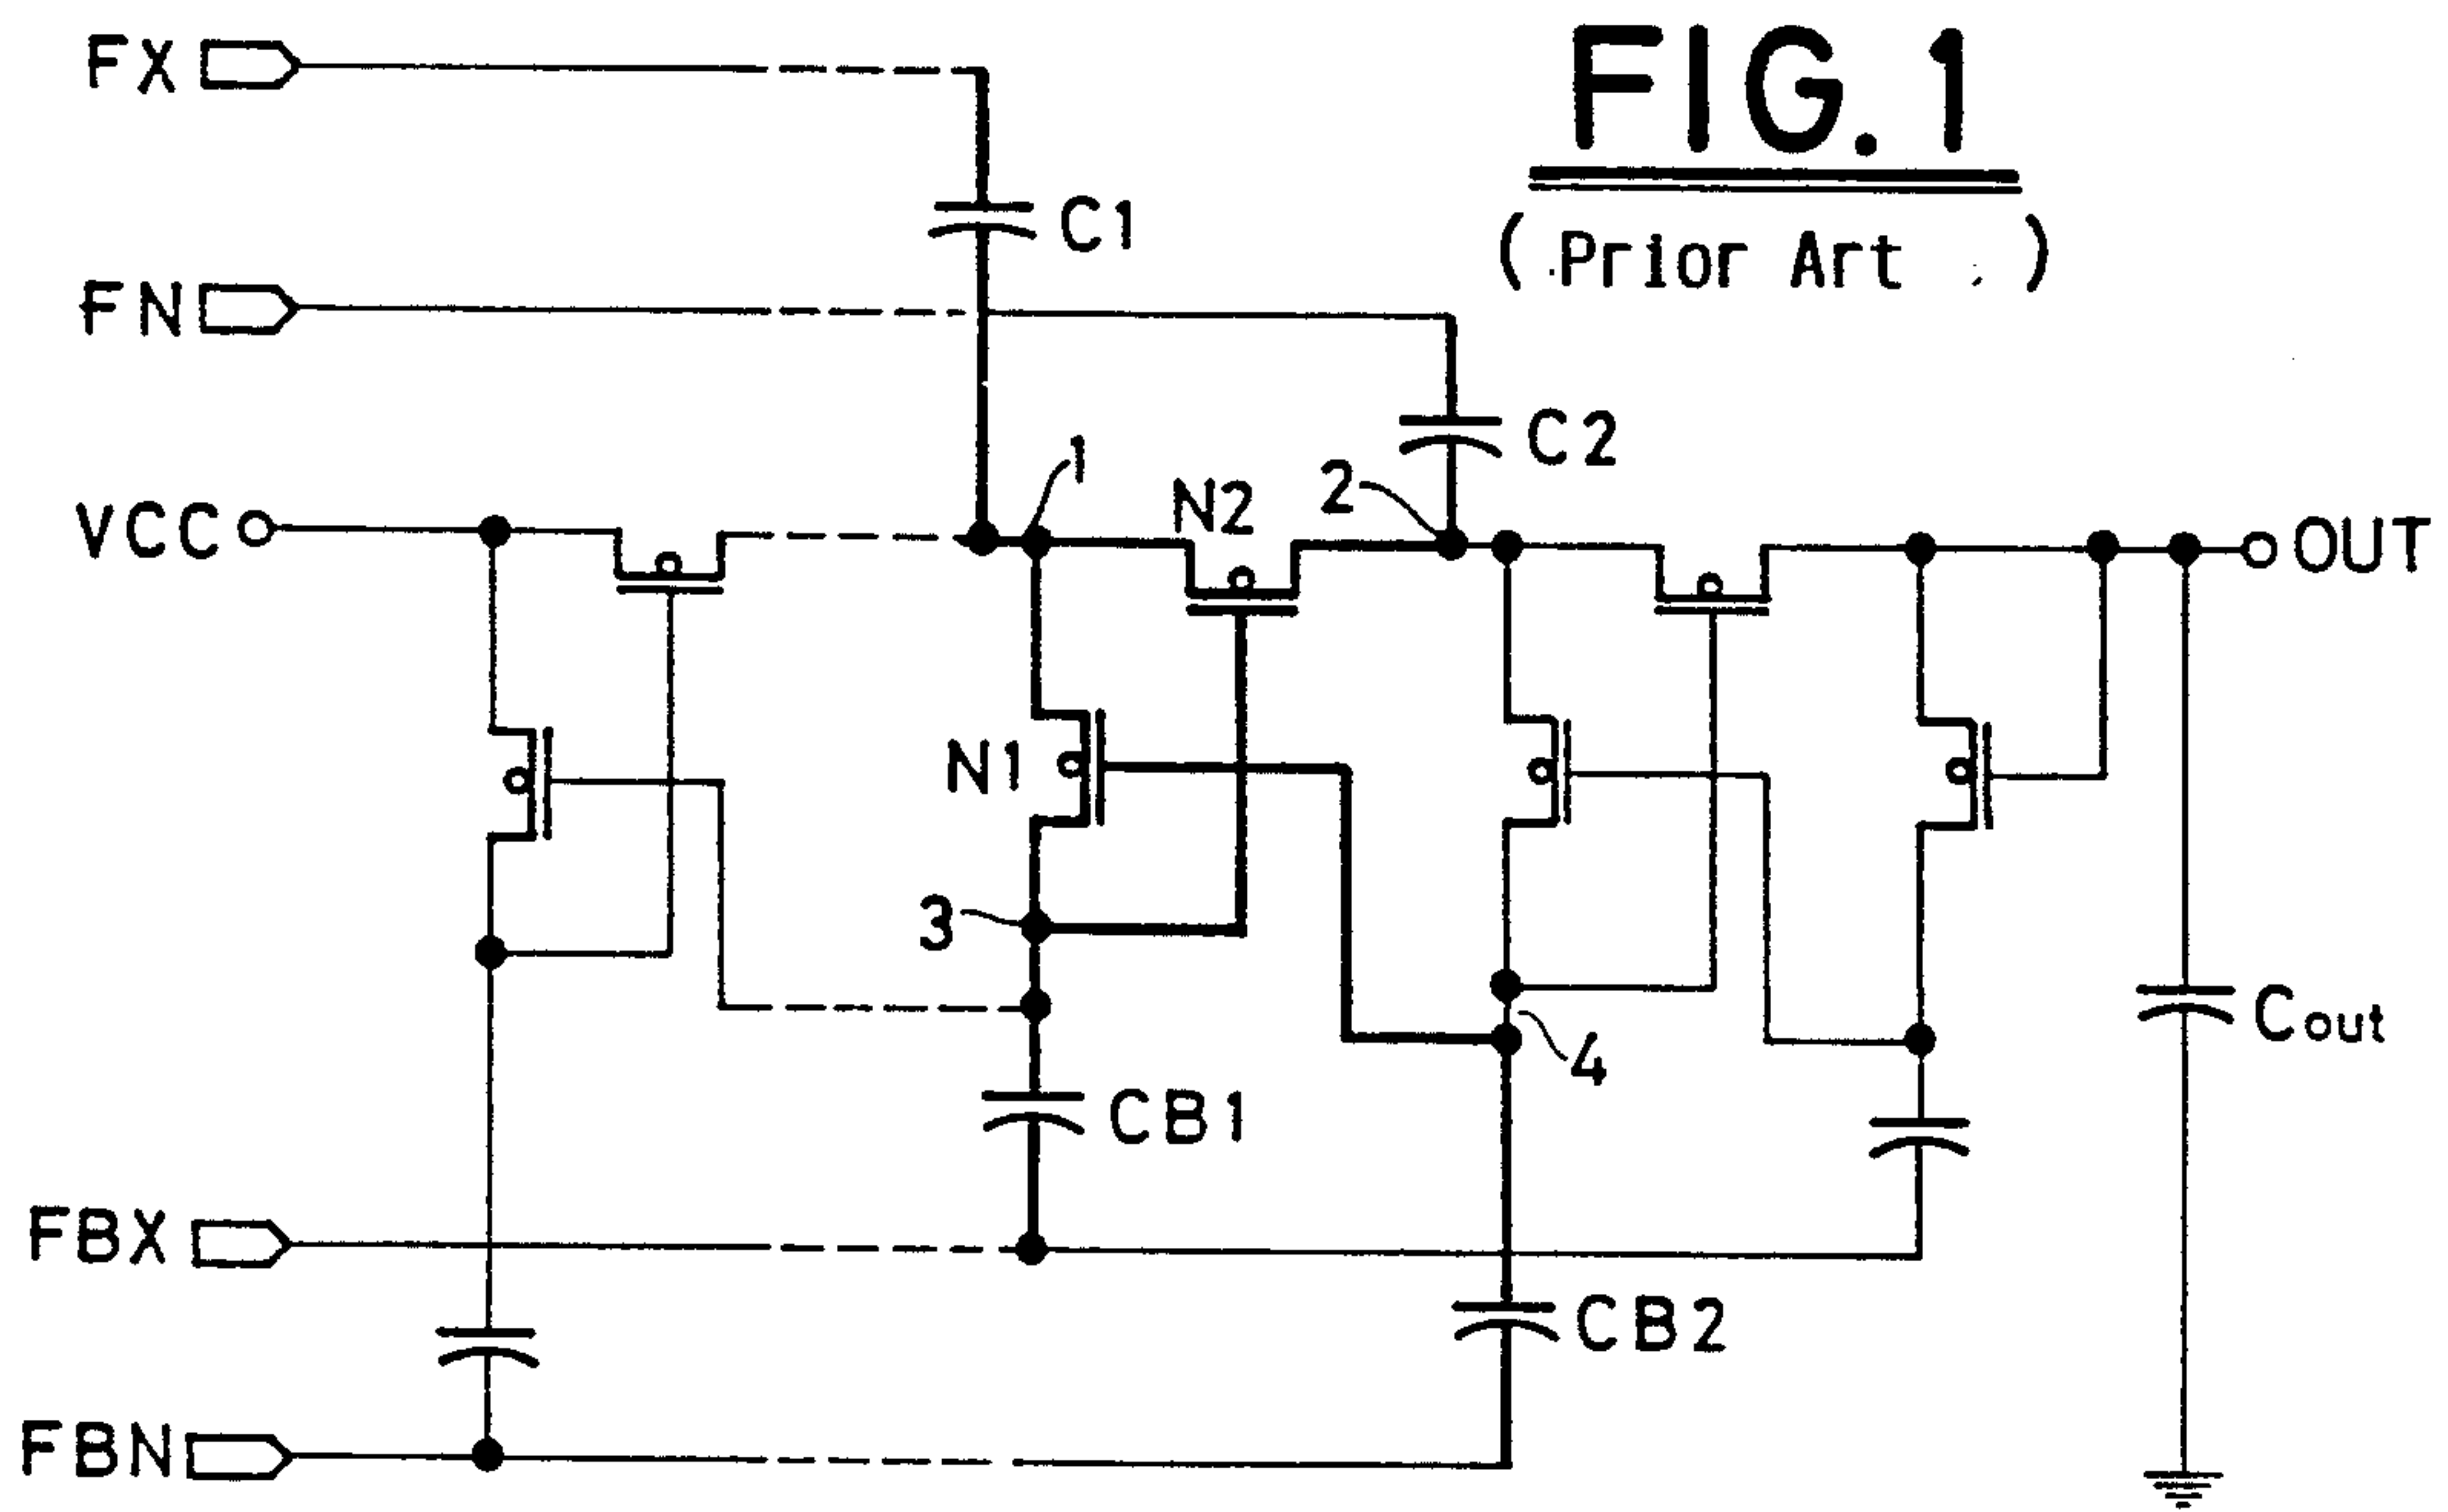 FX
FIG. 1
C1
(Prior Art)
FN
C2
1
N2
2
VCC
OUT
N1
3
4
Cout
CB1
FBX
CB2
FBN